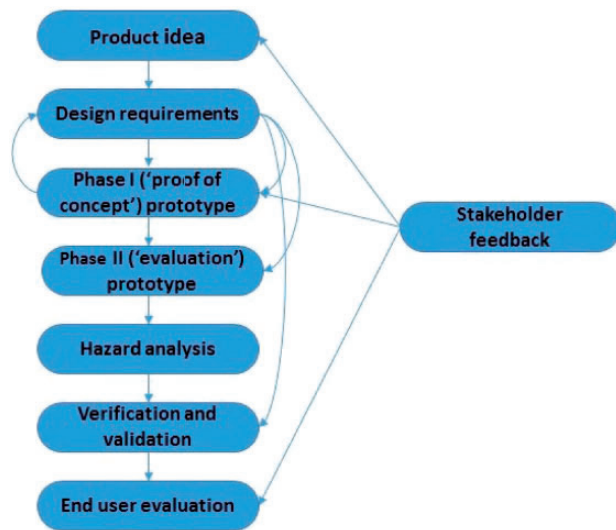 Product idea
Design requirements
Phase I (‘proof of
concept’) prototype
Stakeholder
feedback
Phase II (‘evaluation’)
prototype
Hazard analysis
Verification and
validation
End user evaluation